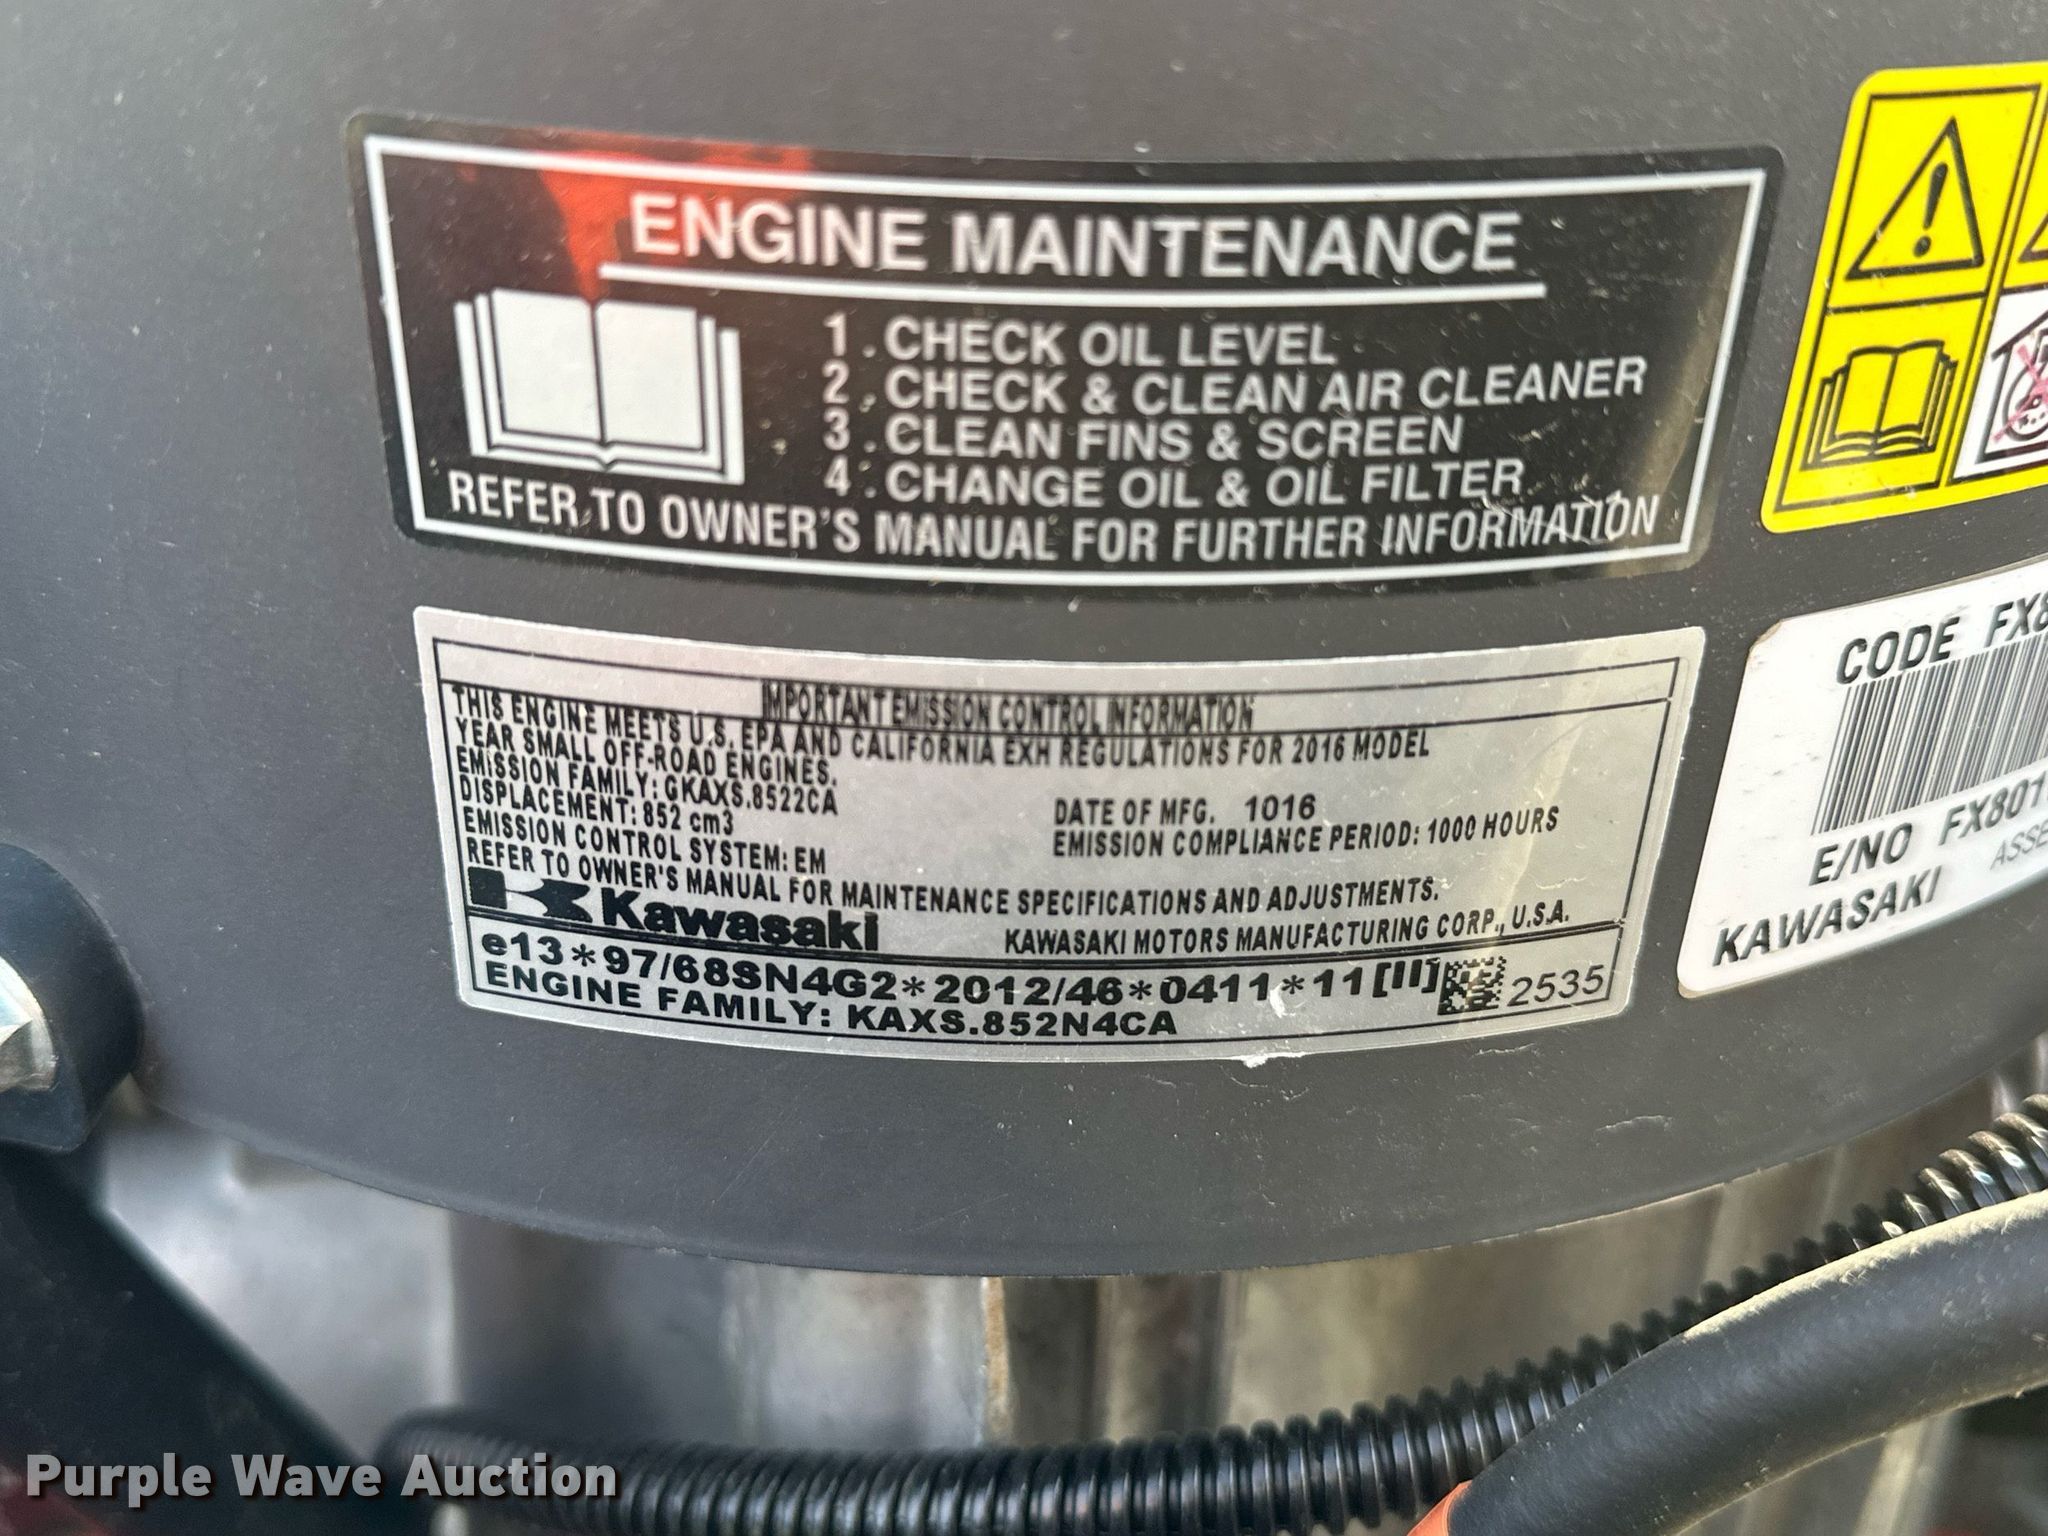 ENGINE MAINTENANCE
1. CHECK OIL LEVEL
2. CHECK & CLEAN AIR CLEANER
3. CLEAN FINS & SCREEN
4. CHANGE OIL & OIL FILTER
REFER TO OWNER'S MANUAL FOR FURTHER INFORMATION
IMPORTANT EMISSION CONTROL INFORMATION
THIS ENGINE MEETS U.S. EPA AND CALIFORNIA EXH REGULATIONS FOR 2016 MODEL
YEAR SMALL OFF-ROAD ENGINES.
EMISSION FAMILY: GKAXS.8522CA
DISPLACEMENT: 852 cm3
DATE OF MFG. 1016
EMISSION CONTROL SYSTEM: EM
EMISSION COMPLIANCE PERIOD: 1000 HOURS
REFER TO OWNER'S MANUAL FOR MAINTENANCE SPECIFICATIONS AND ADJUSTMENTS.
Kawasaki
KAWASAKI MOTORS MANUFACTURING CORP., U.S.A.
e13*97/68SN4G2*2012/46*0411*11[II]
2535
ENGINE FAMILY: KAXS.852N4CA
CODE FX8
E/NO FX801
ASSE
KAWASAKI
Purple Wave Auction